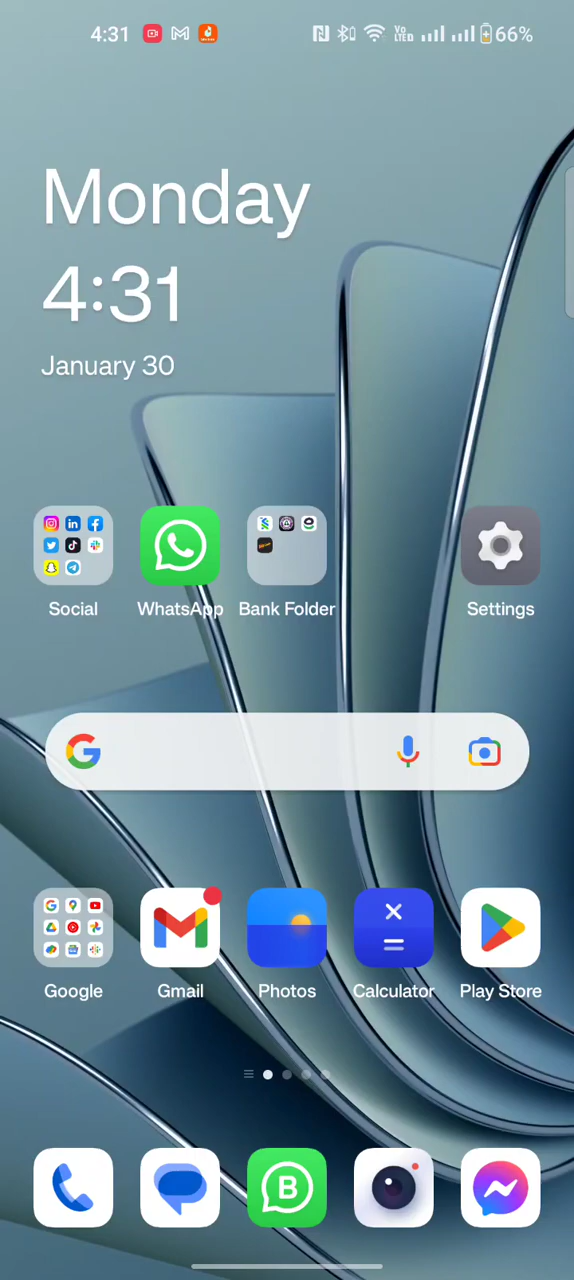 4:31 66%
Monday
4:31
January 30
Social WhatsApp Bank Folder Settings
Google Gmail Photos Calculator Play Store